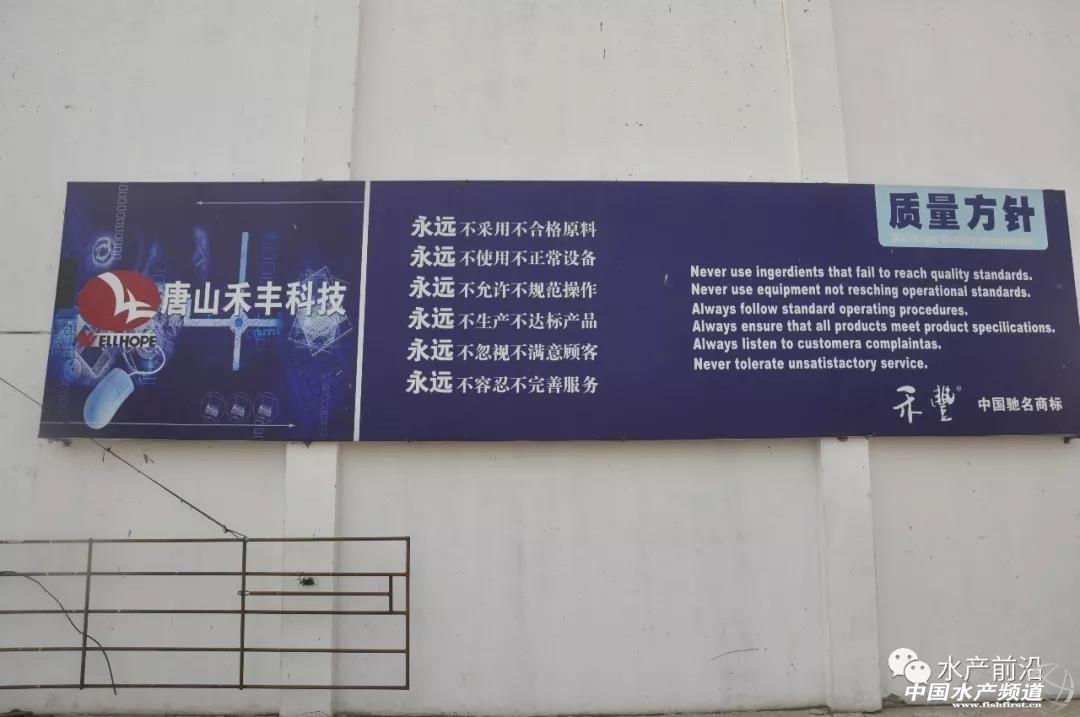 WELLHOPE
唐山禾丰科技
永远不采用不合格原料
永远不使用不正常设备
永远不允许不规范操作
永远不生产不达标产品
永远不忽视不满意顾客
永远不容忍不完善服务
质量方针
Never use ingerdients that fail to reach quality standards.
Never use equipment not resching operational standards.
Always follow standard operating procedures.
Always ensure that all products meet product specilications.
Always listen to customera complaintas.
Never tolerate unsatistactory service.
禾豐® 中国驰名商标
水产前沿
中国水产频道
www.fishfirst.cn